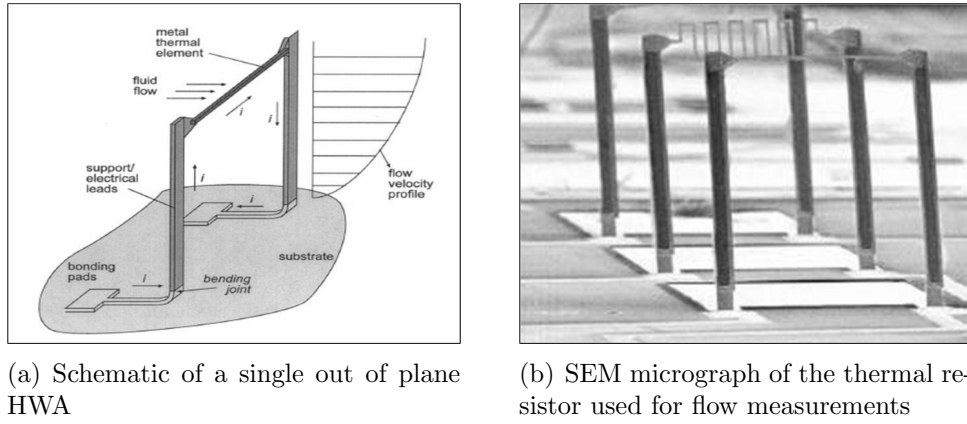 metal
thermal
element
fluid
flow
i
i
i
support/
electrical
leads
i
flow
velocity
profile
bonding
pads
i
bending
joint
substrate
(a) Schematic of a single out of plane
HWA
(b) SEM micrograph of the thermal re-
sistor used for flow measurements